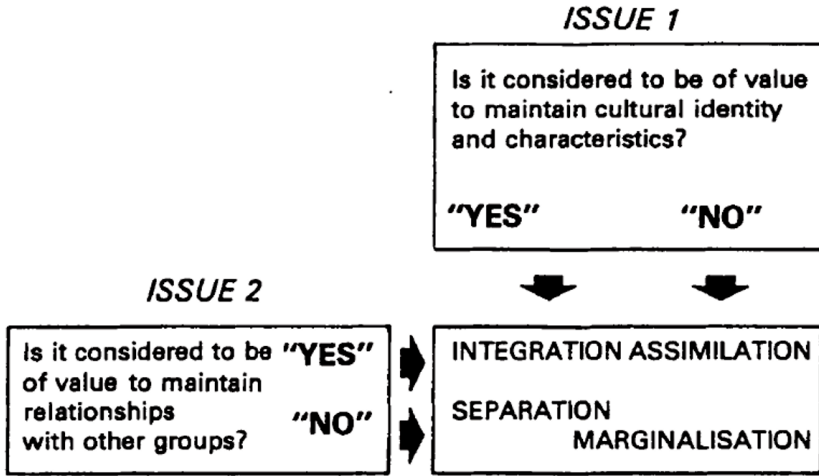 ISSUE 1
Is it considered to be of value
to maintain cultural identity
and characteristics?
"YES" "NO"
ISSUE 2
Is it considered to be "YES"
of value to maintain
relationships
"NO"
with other groups?
INTEGRATION ASSIMILATION
SEPARATION
MARGINALISATION